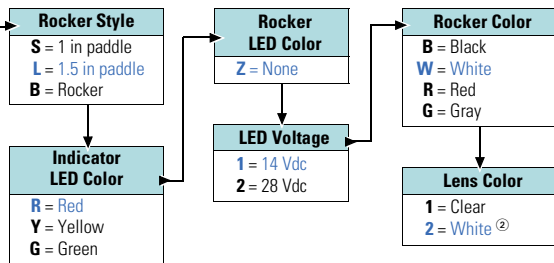 Rocker Style
S = 1 in paddle
L = 1.5 in paddle
B = Rocker
Indicator
LED Color
R = Red
Y = Yellow
G = Green
Rocker
LED Color
Z = None
LED Voltage
1 = 14 Vdc
2 = 28 Vdc
Rocker Color
B = Black
W = White
R = Red
G = Gray
Lens Color
1 = Clear
2 = White ②